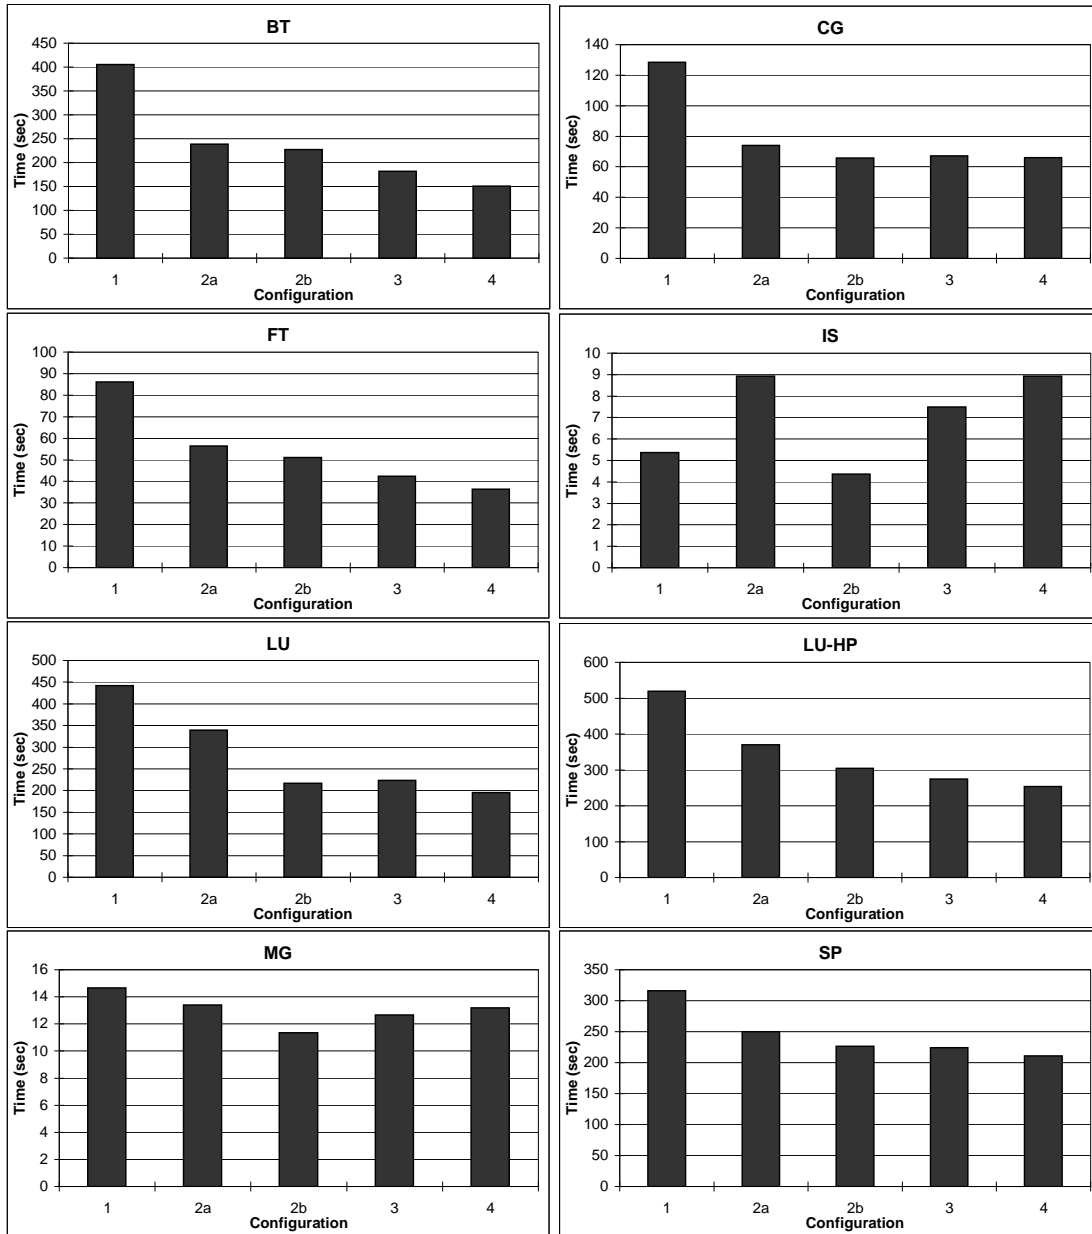 BT
Time (sec)
450
400
350
300
250
200
150
100
50
0
1 2a 2b 3 4
Configuration
CG
Time (sec)
140
120
100
80
60
40
20
0
1 2a 2b 3 4
Configuration
FT
Time (sec)
100
90
80
70
60
50
40
30
20
10
0
1 2a 2b 3 4
Configuration
IS
Time (sec)
10
9
8
7
6
5
4
3
2
1
0
1 2a 2b 3 4
Configuration
LU
Time (sec)
500
450
400
350
300
250
200
150
100
50
0
1 2a 2b 3 4
Configuration
LU-HP
Time (sec)
600
500
400
300
200
100
0
1 2a 2b 3 4
Configuration
MG
Time (sec)
16
14
12
10
8
6
4
2
0
1 2a 2b 3 4
Configuration
SP
Time (sec)
350
300
250
200
150
100
50
0
1 2a 2b 3 4
Configuration